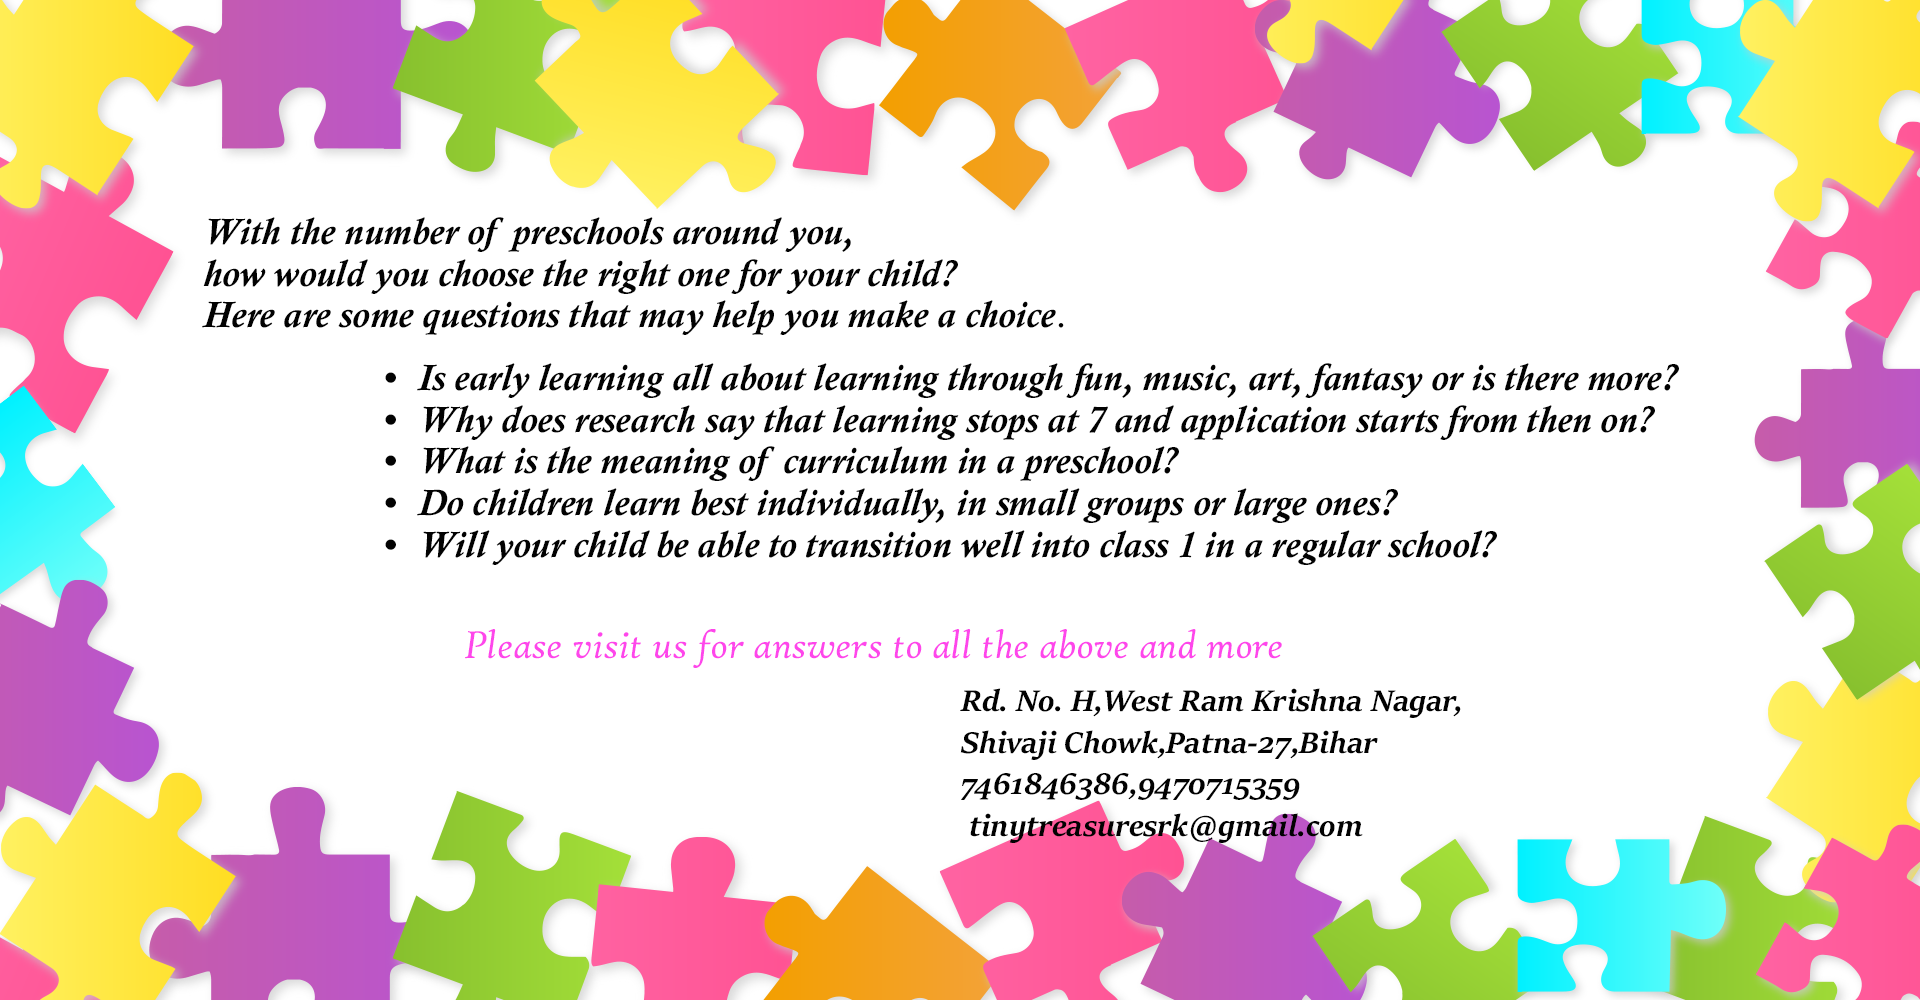 With the number of preschools around you,
how would you choose the right one for your child?
Here are some questions that may help you make a choice.
• Is early learning all about learning through fun, music, art, fantasy or is there more?
• Why does research say that learning stops at 7 and application starts from then on?
• What is the meaning of curriculum in a preschool?
• Do children learn best individually, in small groups or large ones?
• Will your child be able to transition well into class 1 in a regular school?
Please visit us for answers to all the above and more
Rd. No. H,West Ram Krishna Nagar,
Shivaji Chowk,Patna-27,Bihar
7461846386,9470715359
tinytreasuresrk@gmail.com